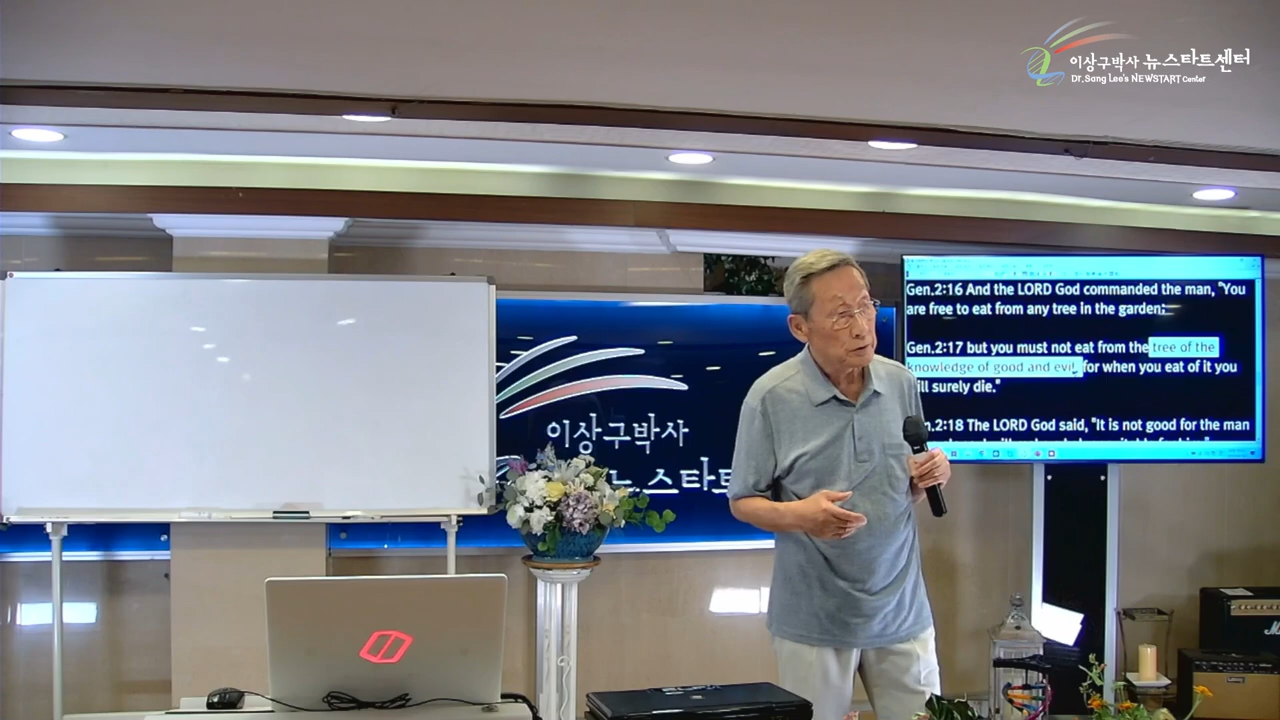 이상구박사 뉴스타트센터
Dr. Sang Lee's NEWSTART Center
Gen.2:16 And the LORD God commanded the man, "You
are free to eat from any tree in the garden;
Gen.2:17 but you must not eat from the tree of the
knowledge of good and evil, for when you eat of it you
will surely die."
Gen.2:18 The LORD God said, "It is not good for the man
이상구박사
뉴스타트